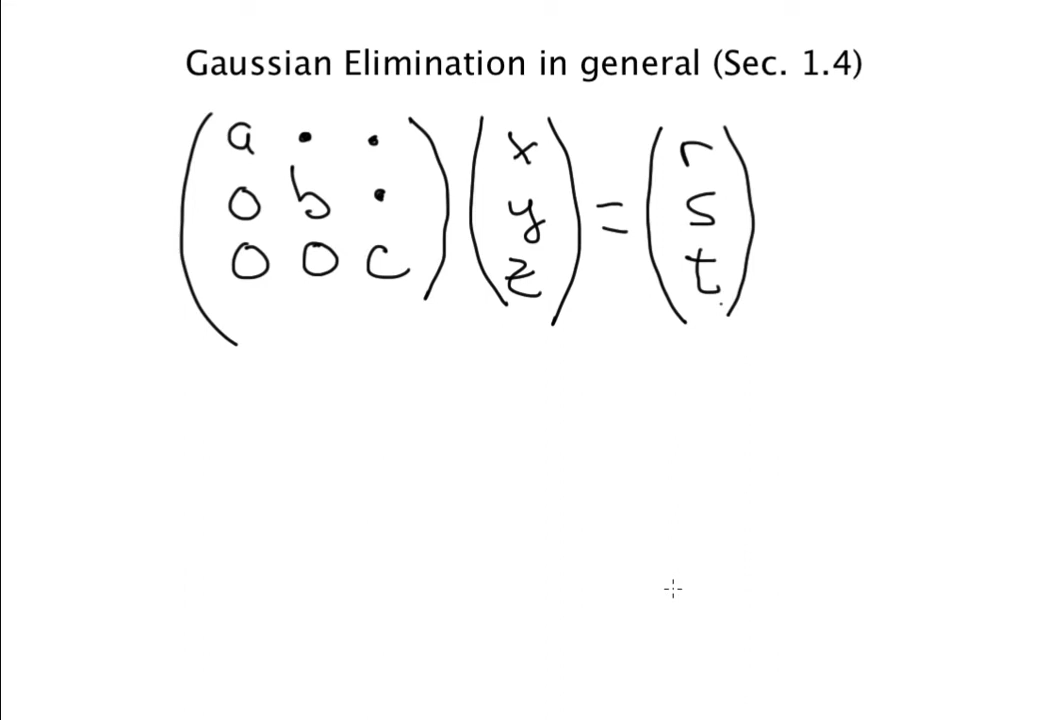 Gaussian Elimination in general (Sec. 1.4)
( a • • ) ( x ) = ( r )
( 0 b • ) ( y ) = ( s )
( 0 0 c ) ( z ) = ( t )